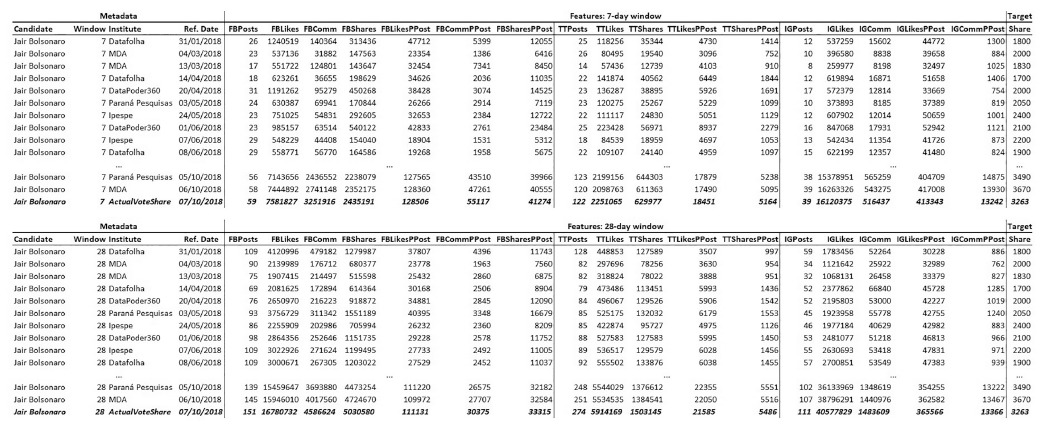 Metadata Features: 7-day window Target
Candidate Window Institute Ref. Date FBPosts FBLikes FBComm FBShares FBLikesPPost FBCommPPost FBSharesPPost TTPosts TTLikes TTShares TTLikesPPost TTSharesPPost IGPosts IGLikes IGComm IGLikesPPost IGCommPPost Share
Jair Bolsonaro 7 Datafolha 31/01/2018 26 1240519 140364 313436 47712 5399 12055 25 118256 35344 4730 1414 12 537259 15602 44772 1300 1800
Jair Bolsonaro 7 MDA 04/03/2018 23 537136 31882 147563 23354 1386 6416 26 80495 19540 3096 752 10 396580 8838 39658 884 2000
Jair Bolsonaro 7 MDA 13/03/2018 17 551722 124801 143647 32454 7341 8450 14 57436 12739 4103 910 8 259977 8198 32497 1025 1830
Jair Bolsonaro 7 Datafolha 14/04/2018 18 623261 36655 198629 34626 2036 11035 22 141874 40562 6449 1844 12 619894 16871 51658 1406 1700
Jair Bolsonaro 7 DataPoder360 20/04/2018 31 1191262 95279 450268 38428 3074 14525 23 136287 38895 5926 1691 17 572379 12814 33669 754 2000
Jair Bolsonaro 7 Paraná Pesquisas 03/05/2018 24 630387 69941 170844 26266 2914 7119 23 120275 25267 5229 1099 10 373893 8185 37389 819 2050
Jair Bolsonaro 7 Ipespe 24/05/2018 23 751025 54831 292605 32653 2384 12722 22 111117 24830 5051 1129 12 607902 12014 50659 1001 2400
Jair Bolsonaro 7 DataPoder360 01/06/2018 23 985157 63514 540122 42833 2761 23484 25 223428 56971 8937 2279 16 847068 17931 52942 1121 2100
Jair Bolsonaro 7 Ipespe 07/06/2018 29 548229 44408 154040 18904 1531 5312 18 84539 18959 4697 1053 13 542434 11354 41726 873 2200
Jair Bolsonaro 7 Datafolha 08/06/2018 29 558771 56770 164586 19268 1958 5675 22 109107 24140 4959 1097 15 622199 12357 41480 824 1900
... ... ...
Jair Bolsonaro 7 Paraná Pesquisas 05/10/2018 56 7143656 2436552 2238079 127565 43510 39966 123 2199156 644303 17879 5238 38 15378951 565259 404709 14875 3490
Jair Bolsonaro 7 MDA 06/10/2018 58 7444892 2741148 2352175 128360 47261 40555 120 2098763 611363 17490 5095 39 16263326 543275 417008 13930 3670
Jair Bolsonaro 7 ActualVoteShare 07/10/2018 59 7581827 3251916 2435191 128506 55117 41274 122 2251065 629977 18451 5164 39 16120375 516437 413343 13242 3263
Metadata Features: 28-day window Target
Candidate Window Institute Ref. Date FBPosts FBLikes FBComm FBShares FBLikesPPost FBCommPPost FBSharesPPost TTPosts TTLikes TTShares TTLikesPPost TTSharesPPost IGPosts IGLikes IGComm IGLikesPPost IGCommPPost Share
Jair Bolsonaro 28 Datafolha 31/01/2018 109 4120996 479182 1279987 37807 4396 11743 128 448853 127589 3507 997 59 1783456 52264 30228 886 1800
Jair Bolsonaro 28 MDA 04/03/2018 90 2139989 176712 680377 23778 1963 7560 82 297696 78256 3630 954 34 1121642 25922 32989 762 2000
Jair Bolsonaro 28 MDA 13/03/2018 75 1907415 214497 515598 25432 2860 6875 82 318824 78022 3888 951 32 1068131 26458 33379 827 1830
Jair Bolsonaro 28 Datafolha 14/04/2018 69 2081625 172894 614364 30168 2506 8904 79 473486 113451 5993 1436 52 2377862 66840 45728 1285 1700
Jair Bolsonaro 28 DataPoder360 20/04/2018 76 2650970 216223 918872 34881 2845 12090 84 496067 129526 5906 1542 52 2195803 53000 42227 1019 2000
Jair Bolsonaro 28 Paraná Pesquisas 03/05/2018 93 3756729 311342 1551189 40395 3348 16679 85 525175 132032 6179 1553 45 1923958 55778 42755 1240 2050
Jair Bolsonaro 28 Ipespe 24/05/2018 86 2255909 202986 705994 26232 2360 8209 85 422874 95727 4975 1126 46 1977184 40629 42982 883 2400
Jair Bolsonaro 28 DataPoder360 01/06/2018 98 2864356 252646 1151735 29228 2578 11752 88 527583 127583 5995 1450 53 2481077 51218 46813 966 2100
Jair Bolsonaro 28 Ipespe 07/06/2018 109 3022926 271624 1199495 27733 2492 11005 89 536517 129579 6028 1456 55 2630693 53418 47831 971 2200
Jair Bolsonaro 28 Datafolha 08/06/2018 109 3000671 267365 1203022 27529 2452 11037 92 555502 133876 6038 1455 57 2700851 53549 47383 939 1900
... ... ...
Jair Bolsonaro 28 Paraná Pesquisas 05/10/2018 139 15459647 3693880 4473254 111220 26575 32182 248 5544029 1376612 22355 5551 102 36133969 1348619 354255 13222 3490
Jair Bolsonaro 28 MDA 06/10/2018 145 15946010 4017560 4724670 109972 27707 32584 251 5534535 1384541 22050 5516 107 38796291 1440976 362582 13467 3670
Jair Bolsonaro 28 ActualVoteShare 07/10/2018 151 16780732 4586624 5030580 111131 30375 33315 274 5914169 1503145 21585 5486 111 40577829 1483609 365566 13366 3263